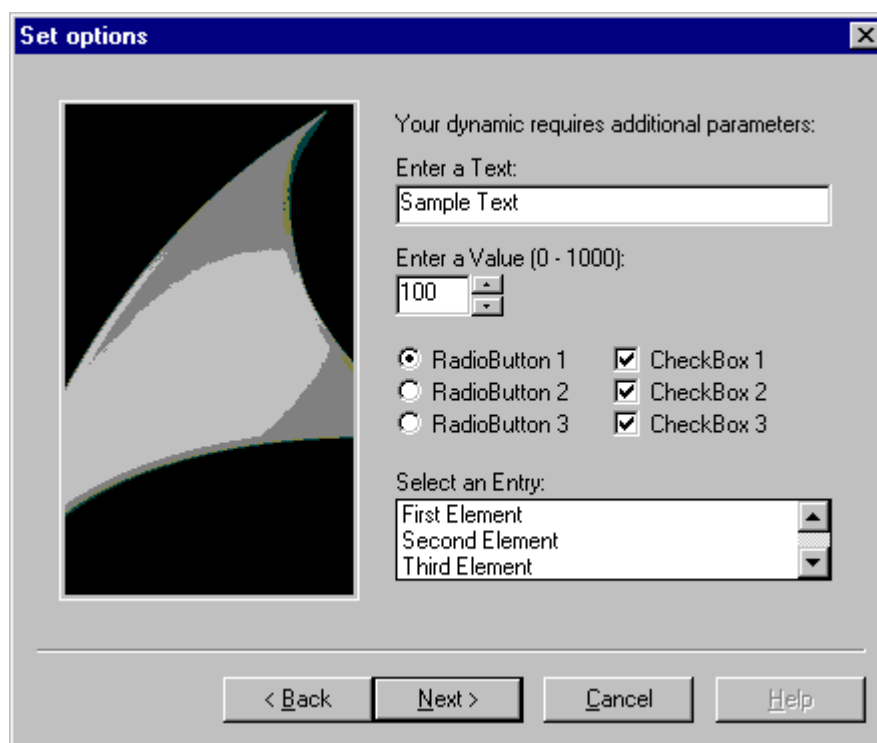 Set options
Your dynamic requires additional parameters:
Enter a Text:
Sample Text
Enter a Value (0 - 1000):
100
RadioButton 1 CheckBox 1
RadioButton 2 CheckBox 2
RadioButton 3 CheckBox 3
Select an Entry:
First Element
Second Element
Third Element
< Back Next > Cancel Help